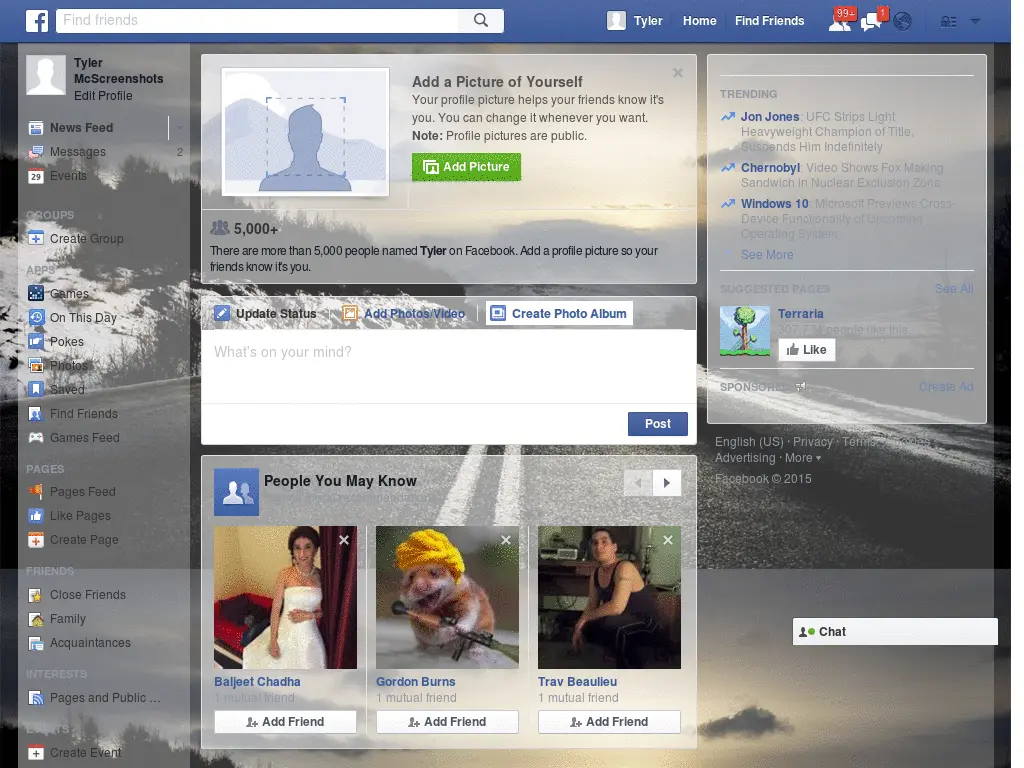 f
Find friends
Tyler
Home
Find Friends
99+
1
Tyler
McScreenshots
Edit Profile
News Feed
Messages
2
29
Events
GROUPS
Create Group
APPS
Games
On This Day
Pokes
Photos
Saved
Find Friends
Games Feed
PAGES
Pages Feed
Like Pages
Create Page
FRIENDS
Close Friends
Family
Acquaintances
INTERESTS
Pages and Public ...
EVENTS
Create Event
Add a Picture of Yourself
Your profile picture helps your friends know it's
you. You can change it whenever you want.
Note: Profile pictures are public.
Add Picture
5,000+
There are more than 5,000 people named Tyler on Facebook. Add a profile picture so your
friends know it's you.
Update Status
Add Photos/Video
Create Photo Album
What's on your mind?
Post
People You May Know
Baljeet Chadha
1 mutual friend
Add Friend
Gordon Burns
1 mutual friend
Add Friend
Trav Beaulieu
1 mutual friend
Add Friend
TRENDING
Jon Jones: UFC Strips Light
Heavyweight Champion of Title,
Suspends Him Indefinitely
Chernobyl: Video Shows Fox Making
Sandwich in Nuclear Exclusion Zone
Windows 10: Microsoft Previews Cross-
Device Functionality of Upcoming
Operating System
See More
SUGGESTED PAGES
See All
Terraria
people like this
Like
SPONSORED
Create Ad
English (US) · Privacy · Terms · Cookies ·
Advertising · More
Facebook © 2015
Chat